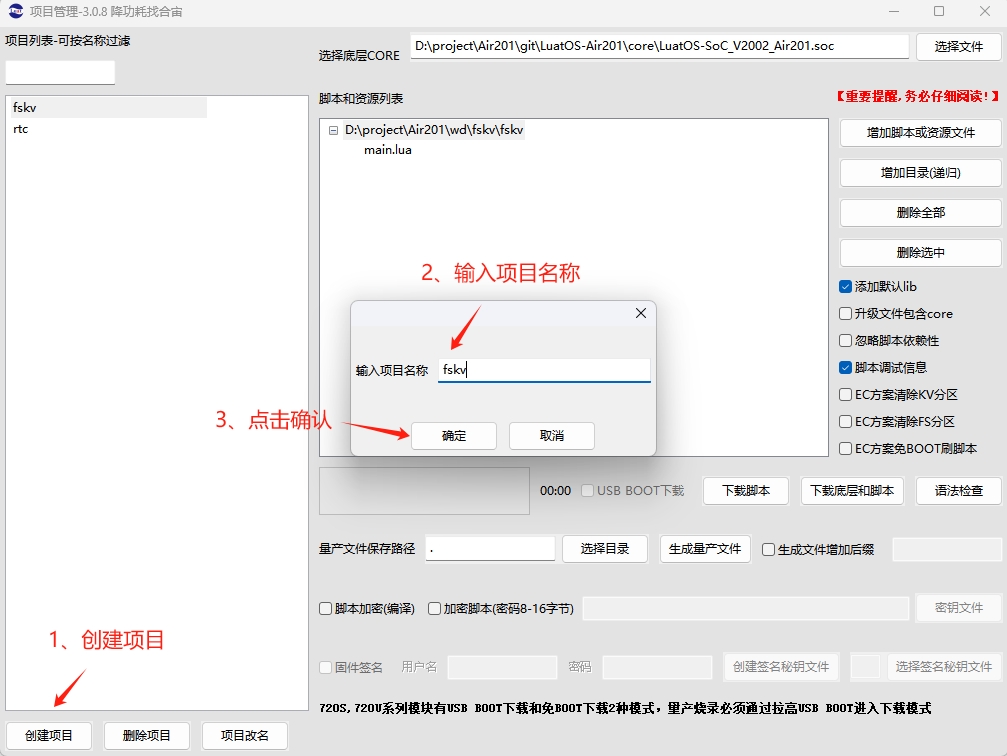 项目管理-3.0.8 降功耗找合宙
项目列表-可按名称过滤
fskv
rtc
选择底层CORE
D:\project\Air201\git\LuatOS-Air201\core\LuatOS-SoC_V2002_Air201.soc
选择文件
脚本和资源列表
【重要提醒,务必仔细阅读!】
D:\project\Air201\wd\fskv\fskv
main.lua
增加脚本或资源文件
增加目录(递归)
删除全部
删除选中
添加默认lib
升级文件包含core
忽略脚本依赖性
脚本调试信息
EC方案清除KV分区
EC方案清除FS分区
EC方案免BOOT刷脚本
2、输入项目名称
输入项目名称
fskv
3、点击确认
确定
取消
00:00
USB BOOT下载
下载脚本
下载底层和脚本
语法检查
量产文件保存路径
.
选择目录
生成量产文件
生成文件增加后缀
脚本加密(编译)
加密脚本(密码8-16字节)
密钥文件
1、创建项目
固件签名
用户名
密码
创建签名秘钥文件
选择签名秘钥文件
720S,720U系列模块有USB BOOT下载和免BOOT下载2种模式，量产烧录必须通过拉高USB BOOT进入下载模式
创建项目
删除项目
项目改名